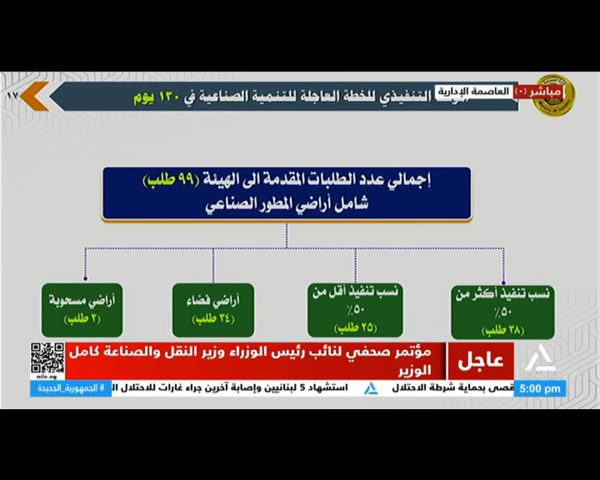 مباشر (٠) العاصمة الإدارية
التنفيذي للخطة العاجلة للتنمية الصناعية في ١٣٠ يوم
١٧
إجمالي عدد الطلبات المقدمة الى الهيئة (٩٩ طلب)
شامل أراضي المطور الصناعي
نسب تنفيذ أكثر من
٥٠٪
(٣٨ طلب)
نسب تنفيذ أقل من
٥٠٪
(٢٥ طلب)
أراضي فضاء
(٣٤ طلب)
أراضي مسحوبة
(٢ طلب)
عاجل
مؤتمر صحفي لنائب رئيس الوزراء وزير النقل والصناعة كامل
الوزير
5:00 pm
قصى بحماية شرطة الاحتلال
استشهاد 5 لبنانيين وإصابة آخرين جراء غارات للاحتلال
# الجمهورية_الجديدة